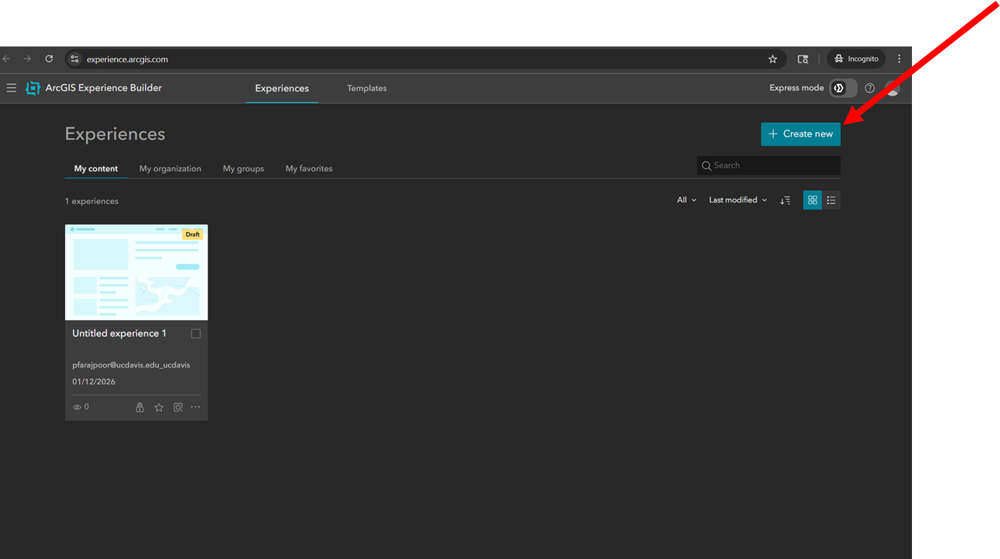 experience.arcgis.com
Incognito
ArcGIS Experience Builder
Experiences
Templates
Express mode
Experiences
+ Create new
My content
My organization
My groups
My favorites
Search
1 experiences
All
Last modified
Draft
Untitled experience 1
pfarajpoor@ucdavis.edu_ucdavis
01/12/2026
0